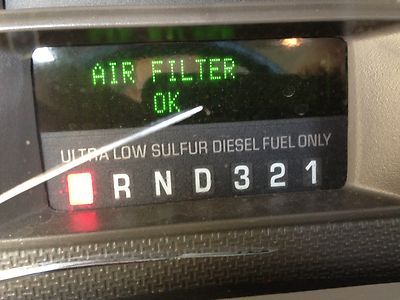 AIR FILTER
OK
ULTRA LOW SULFUR DIESEL FUEL ONLY
R N D 3 2 1